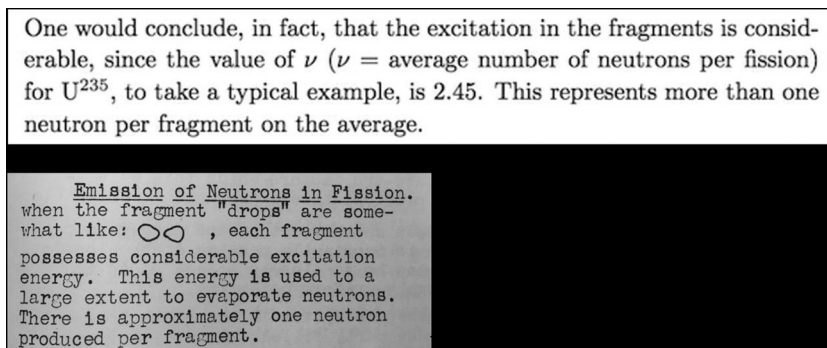 One would conclude, in fact, that the excitation in the fragments is consid-
erable, since the value of ν (ν = average number of neutrons per fission)
for U²³⁵, to take a typical example, is 2.45. This represents more than one
neutron per fragment on the average.
Emission of Neutrons in Fission.
when the fragment "drops" are some-
what like: , each fragment
possesses considerable excitation
energy. This energy is used to a
large extent to evaporate neutrons.
There is approximately one neutron
produced per fragment.